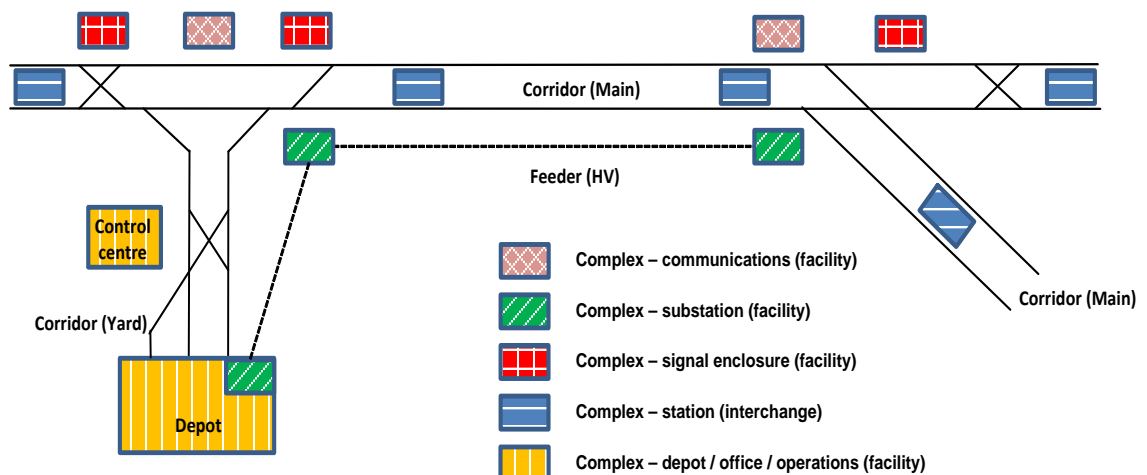 Corridor (Main)
Feeder (HV)
Control
centre
Complex – communications (facility)
Corridor (Main)
Complex – substation (facility)
Corridor (Yard)
Complex – signal enclosure (facility)
Complex – station (interchange)
Depot
Complex – depot / office / operations (facility)